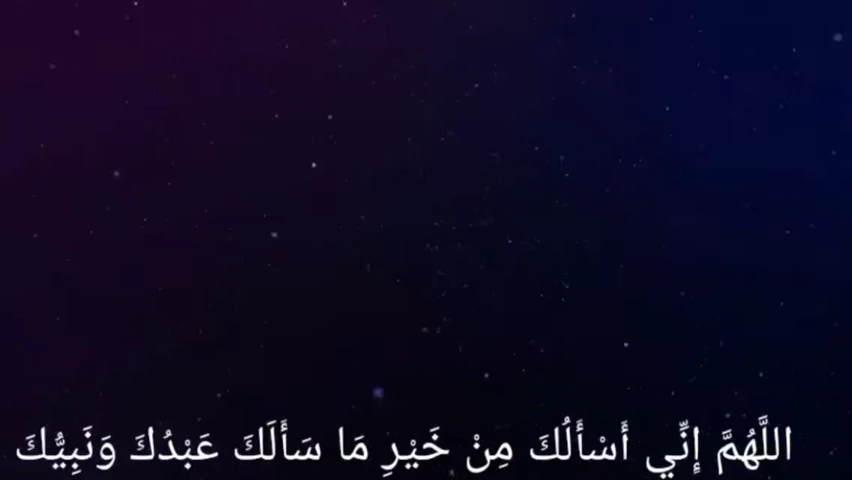 اللَّهُمَّ إِنِّي أَسْأَلُكَ مِنْ خَيْرِ مَا سَأَلَكَ عَبْدُكَ وَنَبِيُّكَ